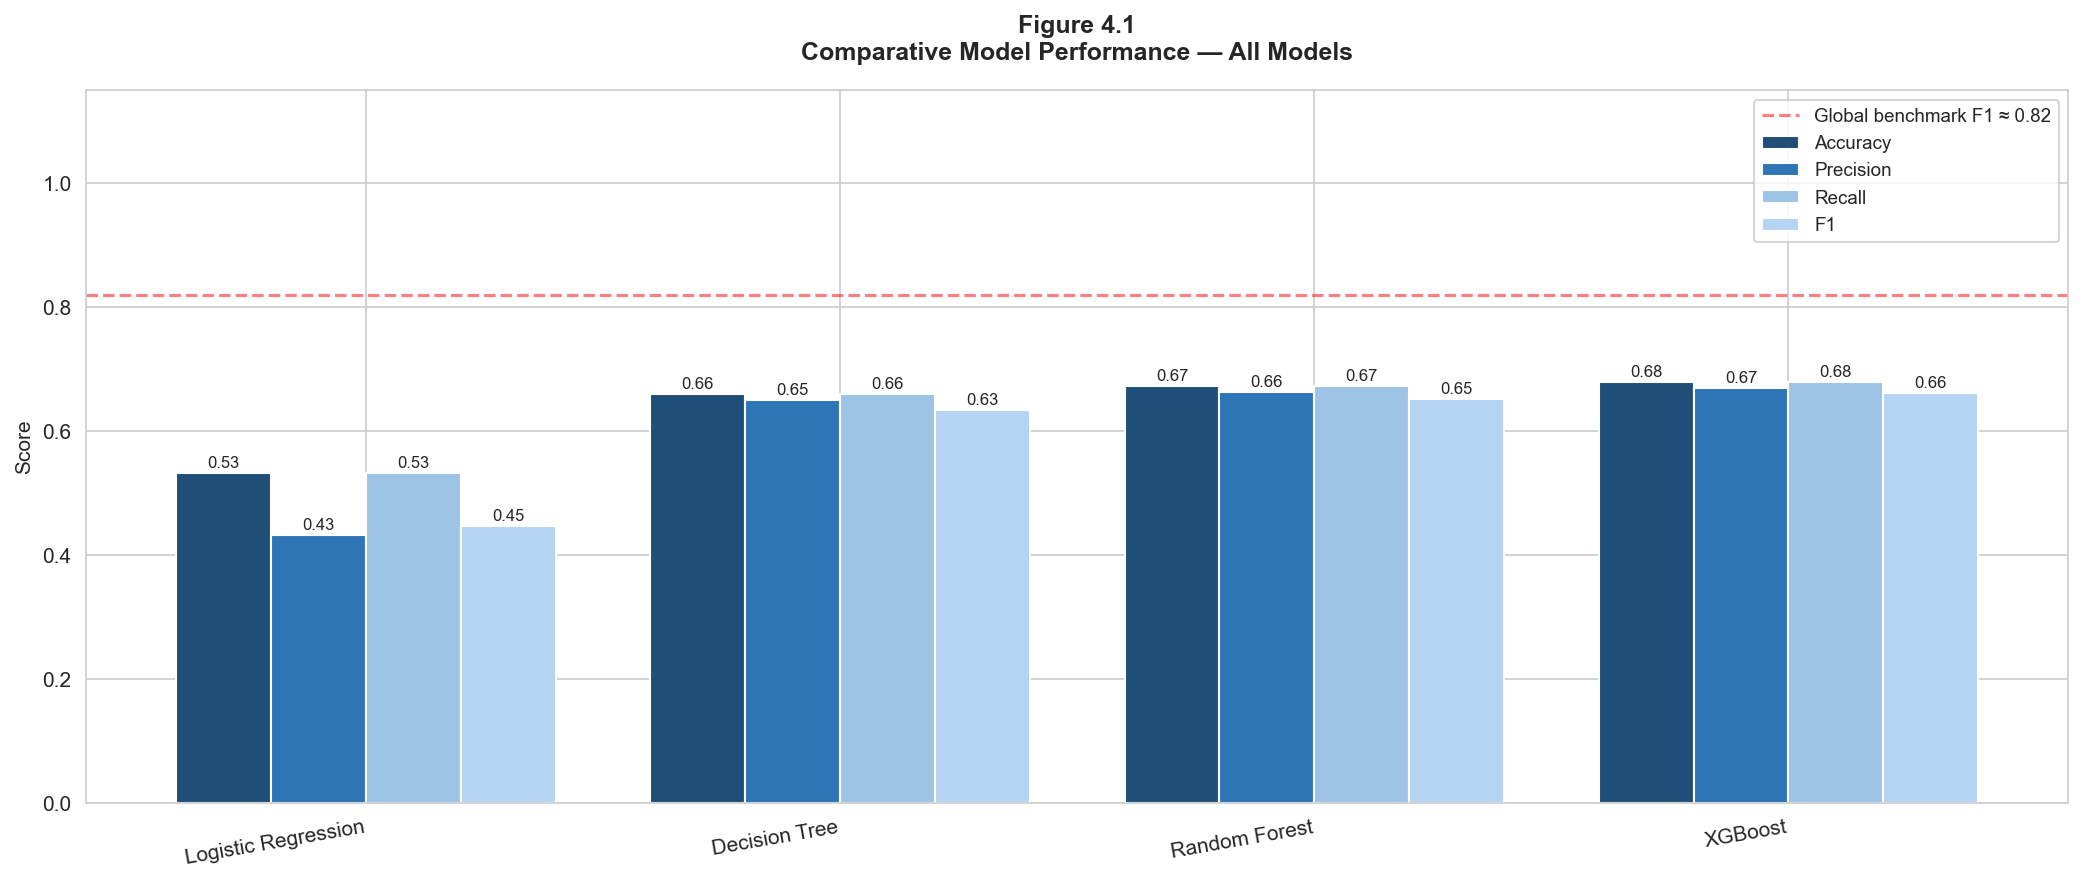 Figure 4.1
Comparative Model Performance — All Models
Global benchmark F1 ≈ 0.82
Accuracy
Precision
Recall
F1
Score
1.0
0.8
0.6
0.4
0.2
0.0
0.53
0.43
0.53
0.45
0.66
0.65
0.66
0.63
0.67
0.66
0.67
0.65
0.68
0.67
0.68
0.66
Logistic Regression
Decision Tree
Random Forest
XGBoost